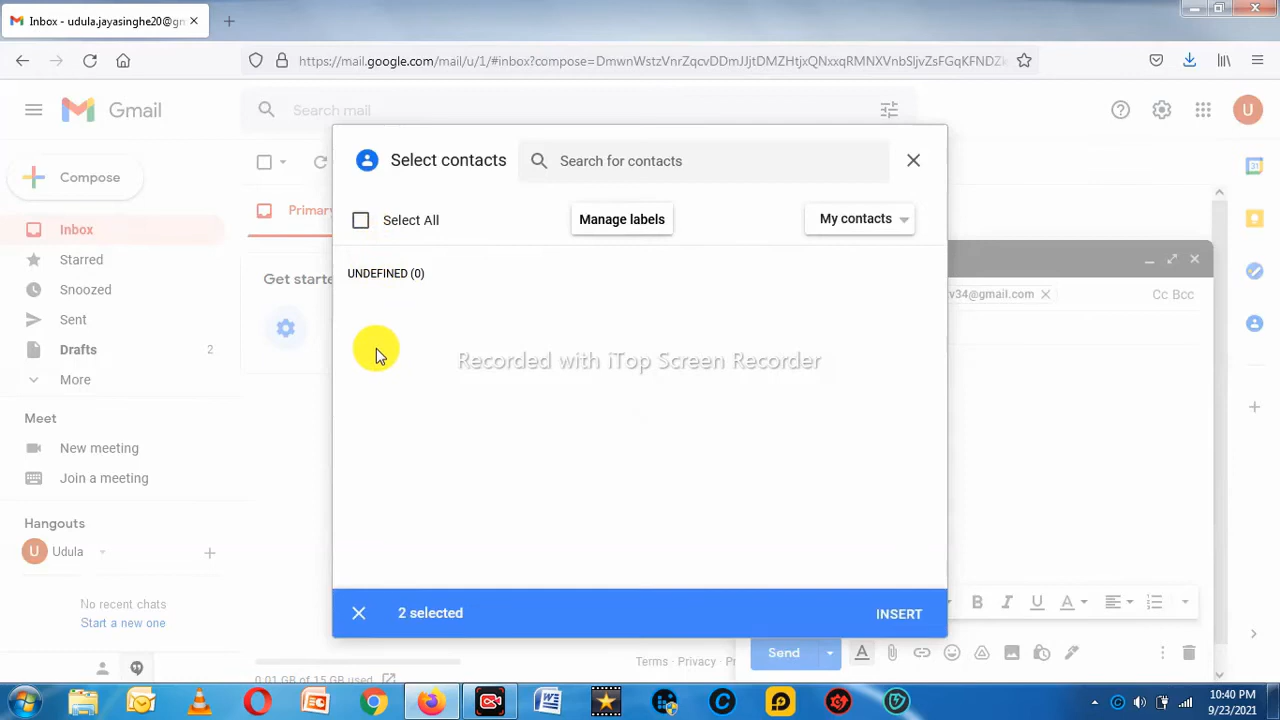 Inbox - udula.jayasinghe20@gm
https://mail.google.com/mail/u/1/#inbox?compose=DmwnWstzVnrZqcvDDmJJjtDMZHtjxQNxxqRMNXVnbSljvZsFGqKFNDZk
Gmail
Search mail
U
Compose
Inbox
Starred
Snoozed
Sent
Drafts 2
More
Meet
New meeting
Join a meeting
Hangouts
U Udula
No recent chats
Start a new one
Primary
Get starte
Select contacts
Search for contacts
Select All
Manage labels
My contacts
UNDEFINED (0)
Recorded with iTop Screen Recorder
2 selected
INSERT
v34@gmail.com
Cc Bcc
B I U A
Send
A
Terms · Privacy · Pr
0.01 GB of 15 GB used
10:40 PM
9/23/2021